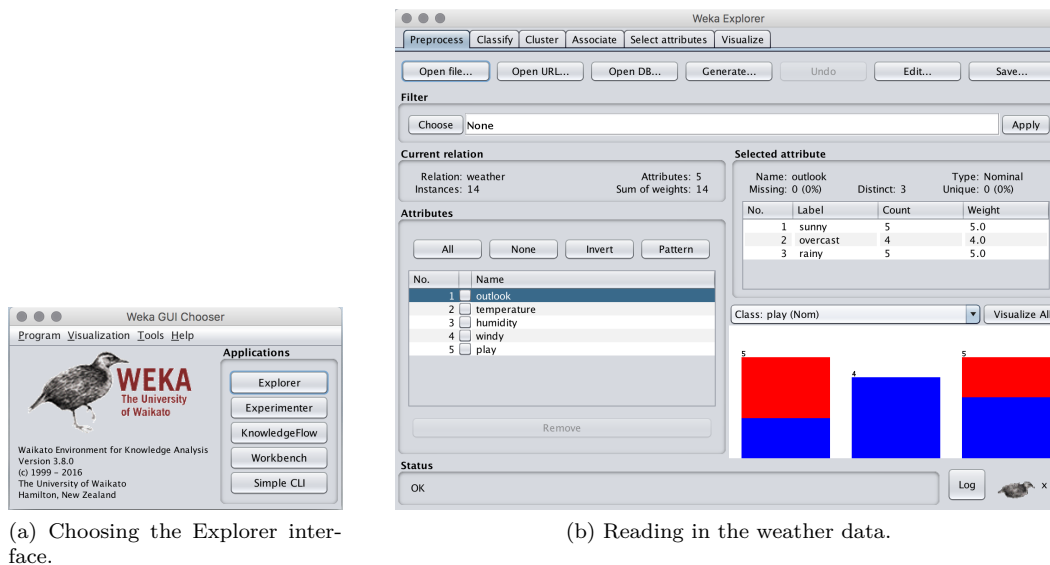 Weka GUI Chooser
Program Visualization Tools Help
WEKA
The University
of Waikato
Waikato Environment for Knowledge Analysis
Version 3.8.0
(c) 1999 - 2016
The University of Waikato
Hamilton, New Zealand
Applications
Explorer
Experimenter
KnowledgeFlow
Workbench
Simple CLI
(a) Choosing the Explorer inter-
face.
Weka Explorer
Preprocess Classify Cluster Associate Select attributes Visualize
Open file... Open URL... Open DB... Generate... Undo Edit... Save...
Filter
Choose None Apply
Current relation
Relation: weather Attributes: 5
Instances: 14 Sum of weights: 14
Attributes
All None Invert Pattern
No. Name
1 outlook
2 temperature
3 humidity
4 windy
5 play
Remove
Selected attribute
Name: outlook Type: Nominal
Missing: 0 (0%) Distinct: 3 Unique: 0 (0%)
No. Label Count Weight
1 sunny 5 5.0
2 overcast 4 4.0
3 rainy 5 5.0
Class: play (Nom) Visualize All
5 4 5
Status
OK Log x
(b) Reading in the weather data.